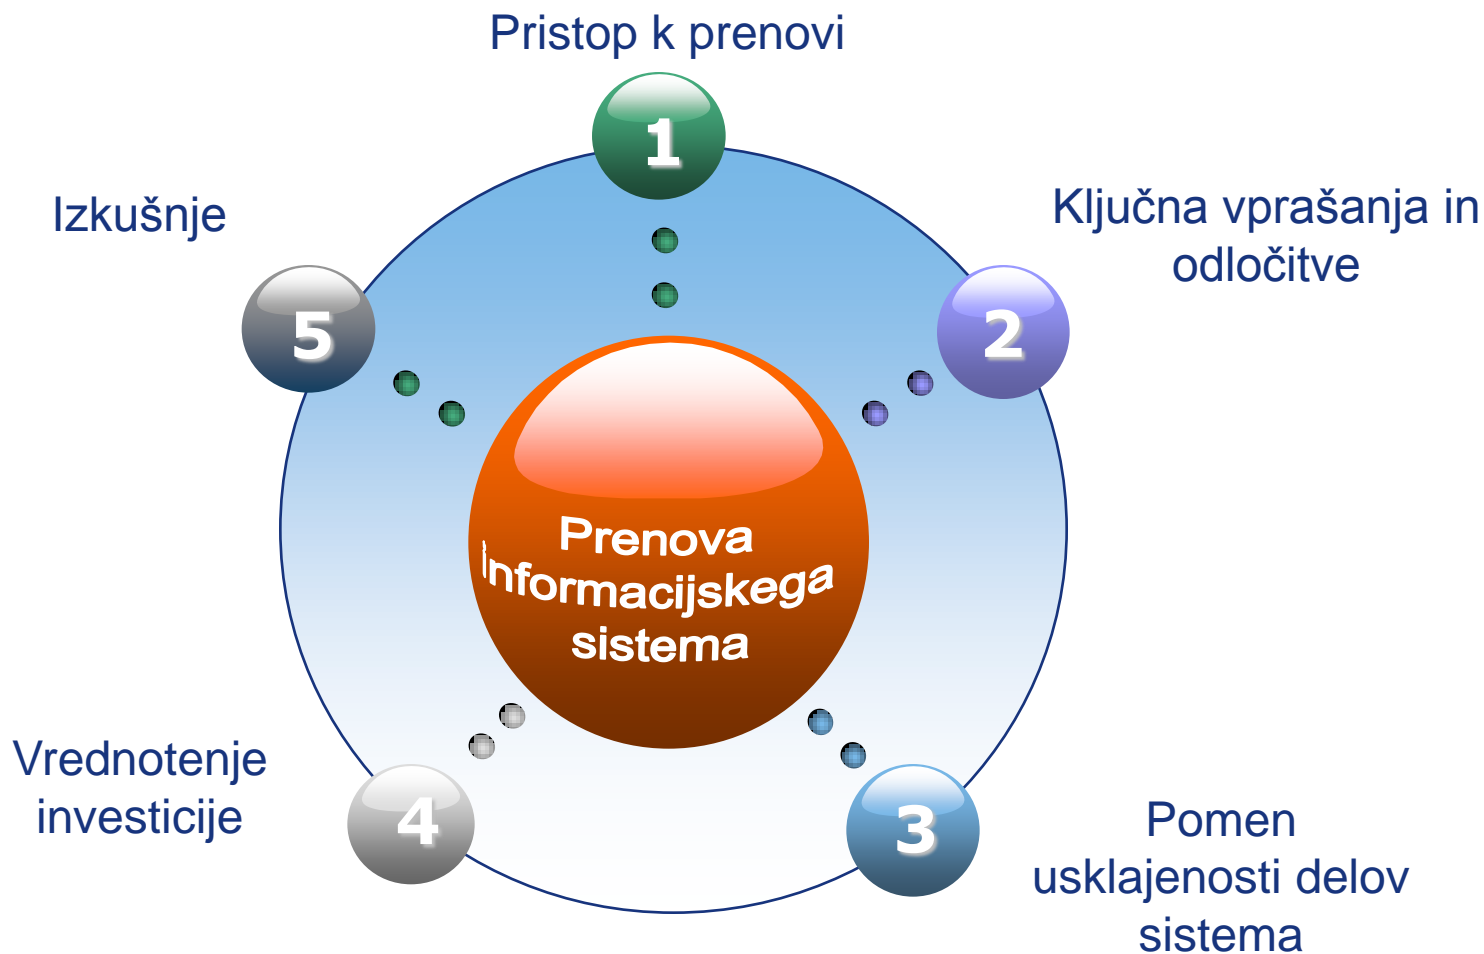 Pristop k prenovi
1
Ključna vprašanja in
odločitve
2
Pomen
usklajenosti delov
sistema
3
Vrednotenje
investicije
4
Izkušnje
5
Prenova
informacijskega
sistema